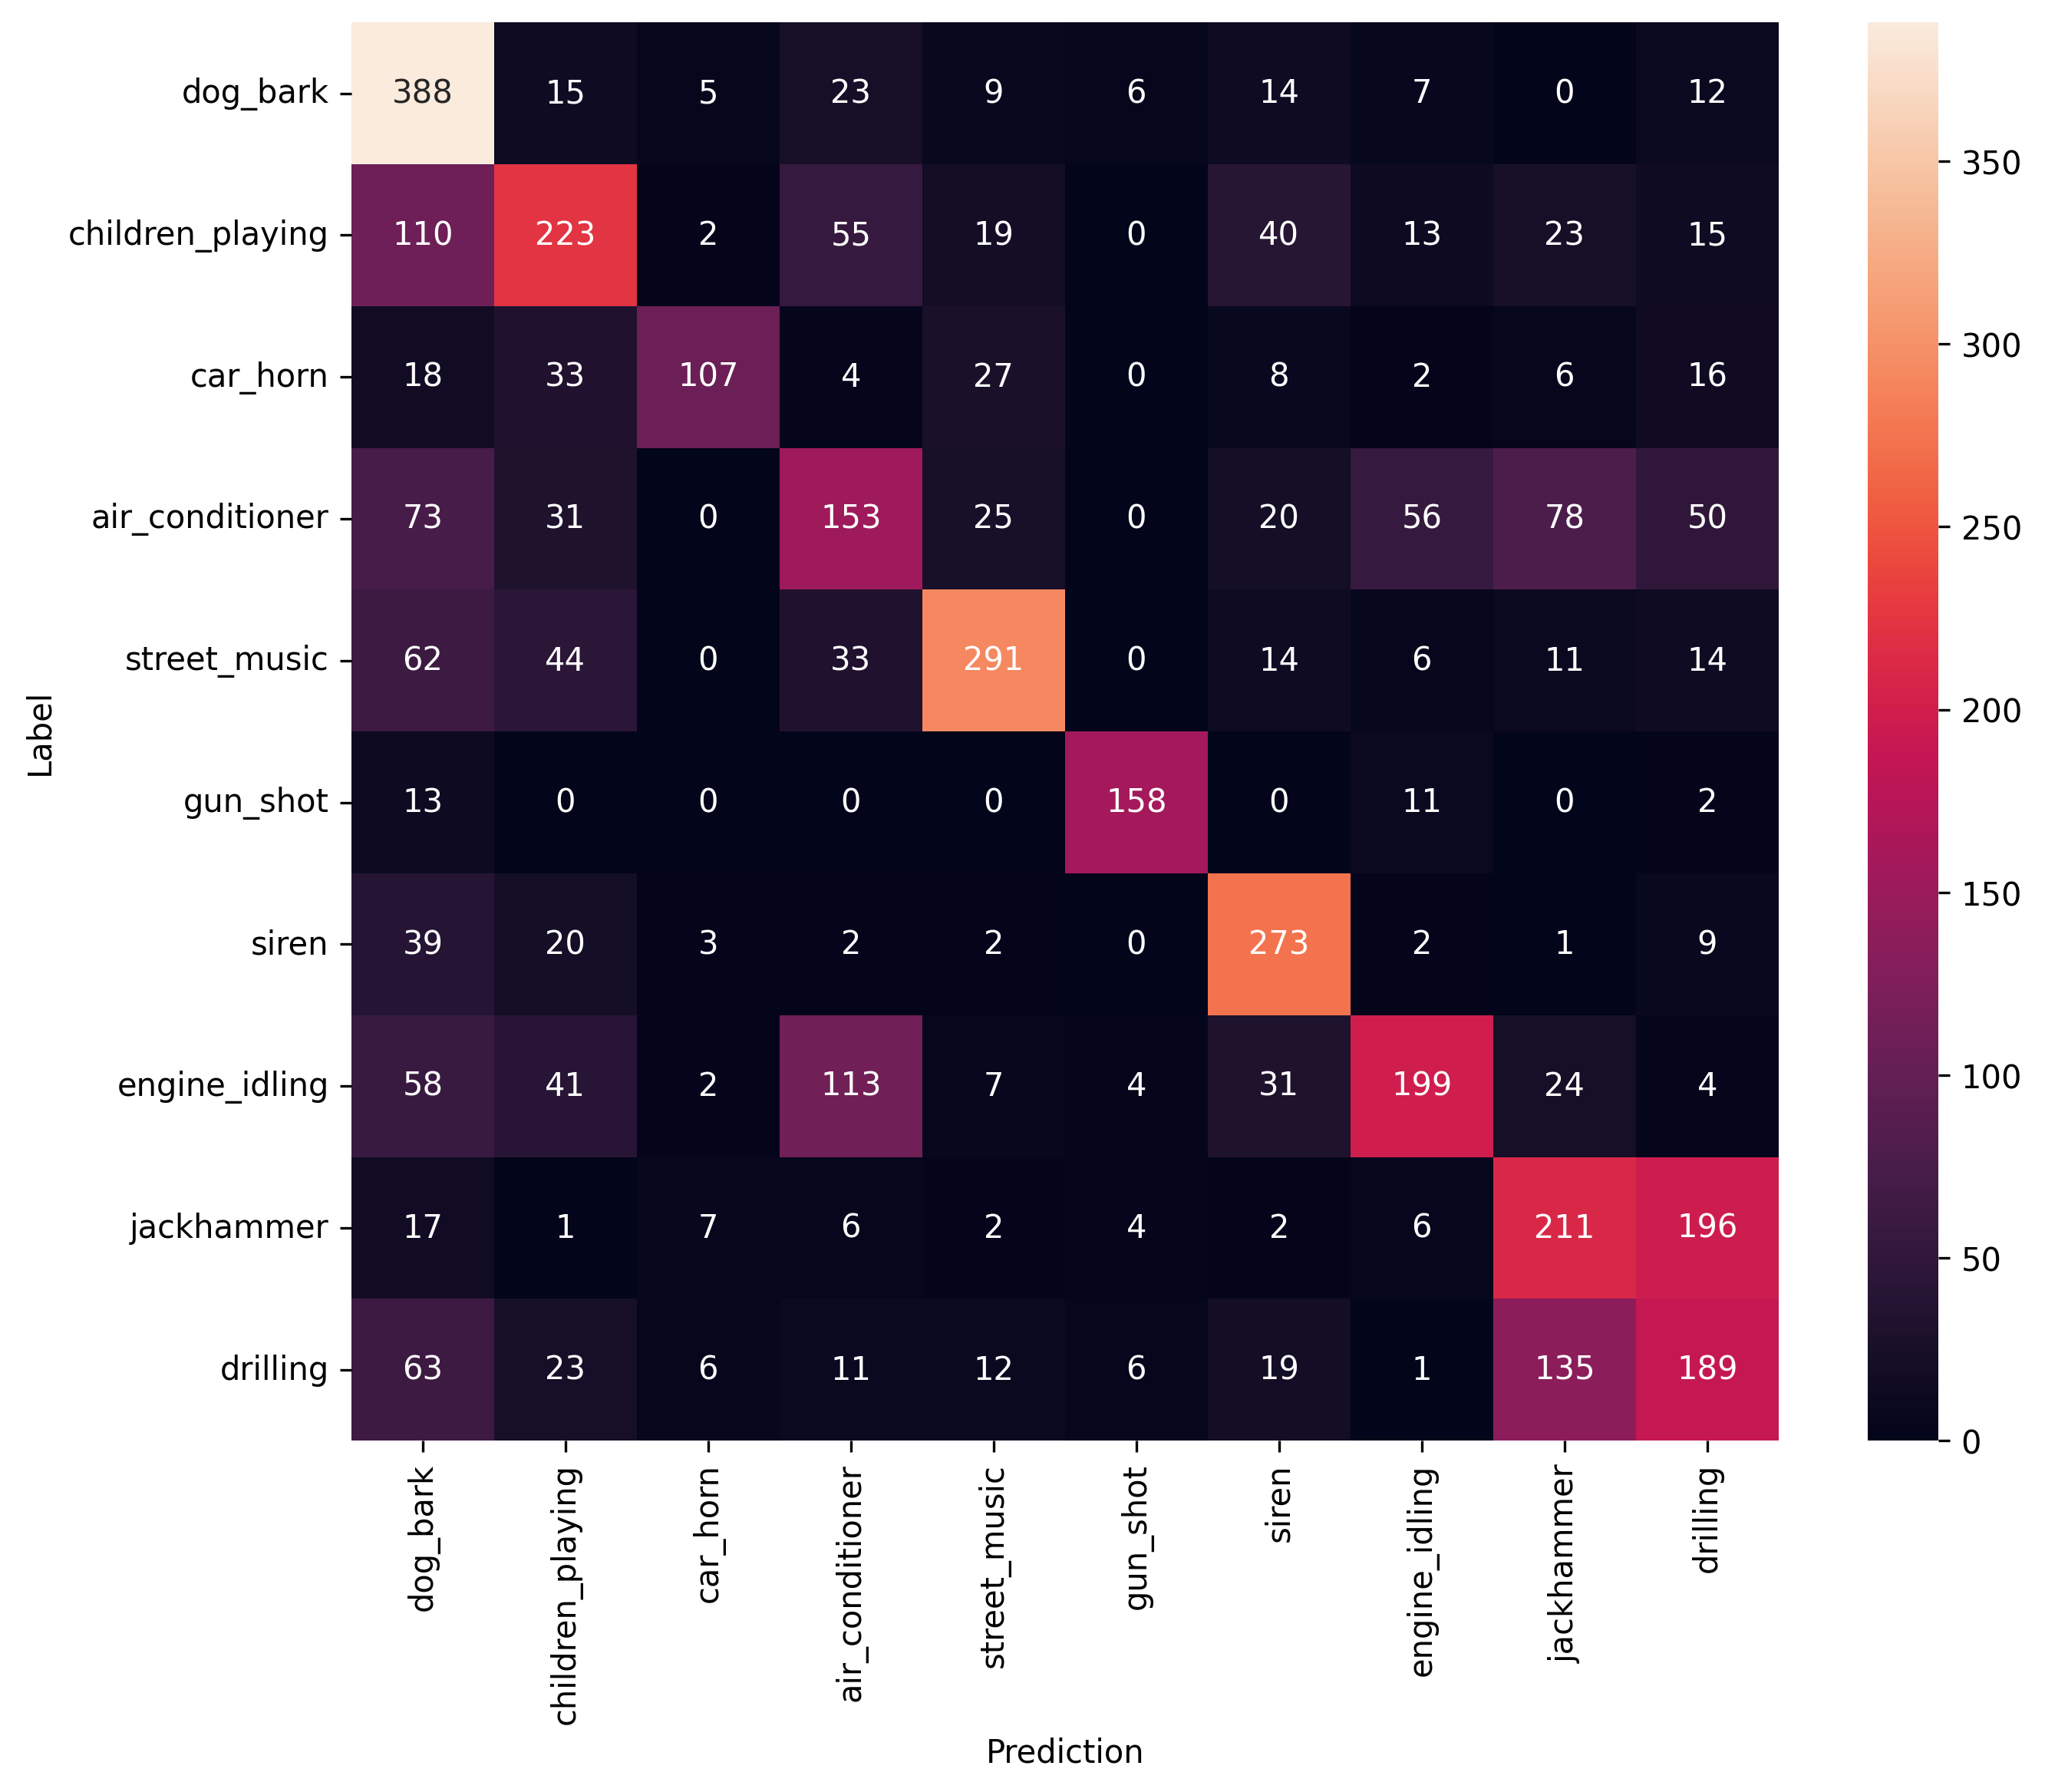 dog_bark 388 15 5 23 9 6 14 7 0 12
children_playing 110 223 2 55 19 0 40 13 23 15
car_horn 18 33 107 4 27 0 8 2 6 16
air_conditioner 73 31 0 153 25 0 20 56 78 50
street_music 62 44 0 33 291 0 14 6 11 14
gun_shot 13 0 0 0 0 158 0 11 0 2
siren 39 20 3 2 2 0 273 2 1 9
engine_idling 58 41 2 113 7 4 31 199 24 4
jackhammer 17 1 7 6 2 4 2 6 211 196
drilling 63 23 6 11 12 6 19 1 135 189
Label
dog_bark children_playing car_horn air_conditioner street_music gun_shot siren engine_idling jackhammer drilling
Prediction
350
300
250
200
150
100
50
0